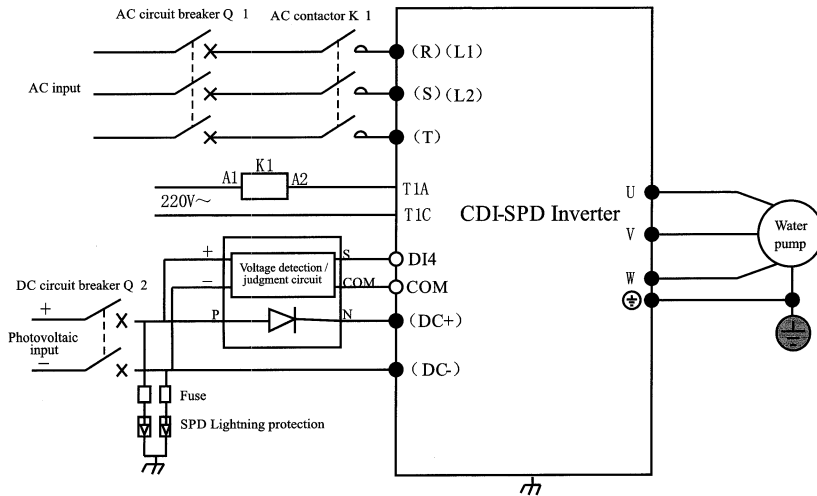 AC circuit breaker Q 1
AC contactor K 1
(R)(L1)
AC input
(S)(L2)
(T)
K1
A1
A2
T1A
220V~
T1C
CDI-SPD Inverter
U
V
W
Water
pump
+
S
DI4
Voltage detection /
judgment circuit
DC circuit breaker Q 2
−
COM
COM
+
P
N
(DC+)
Photovoltaic
input
−
(DC-)
Fuse
SPD Lightning protection